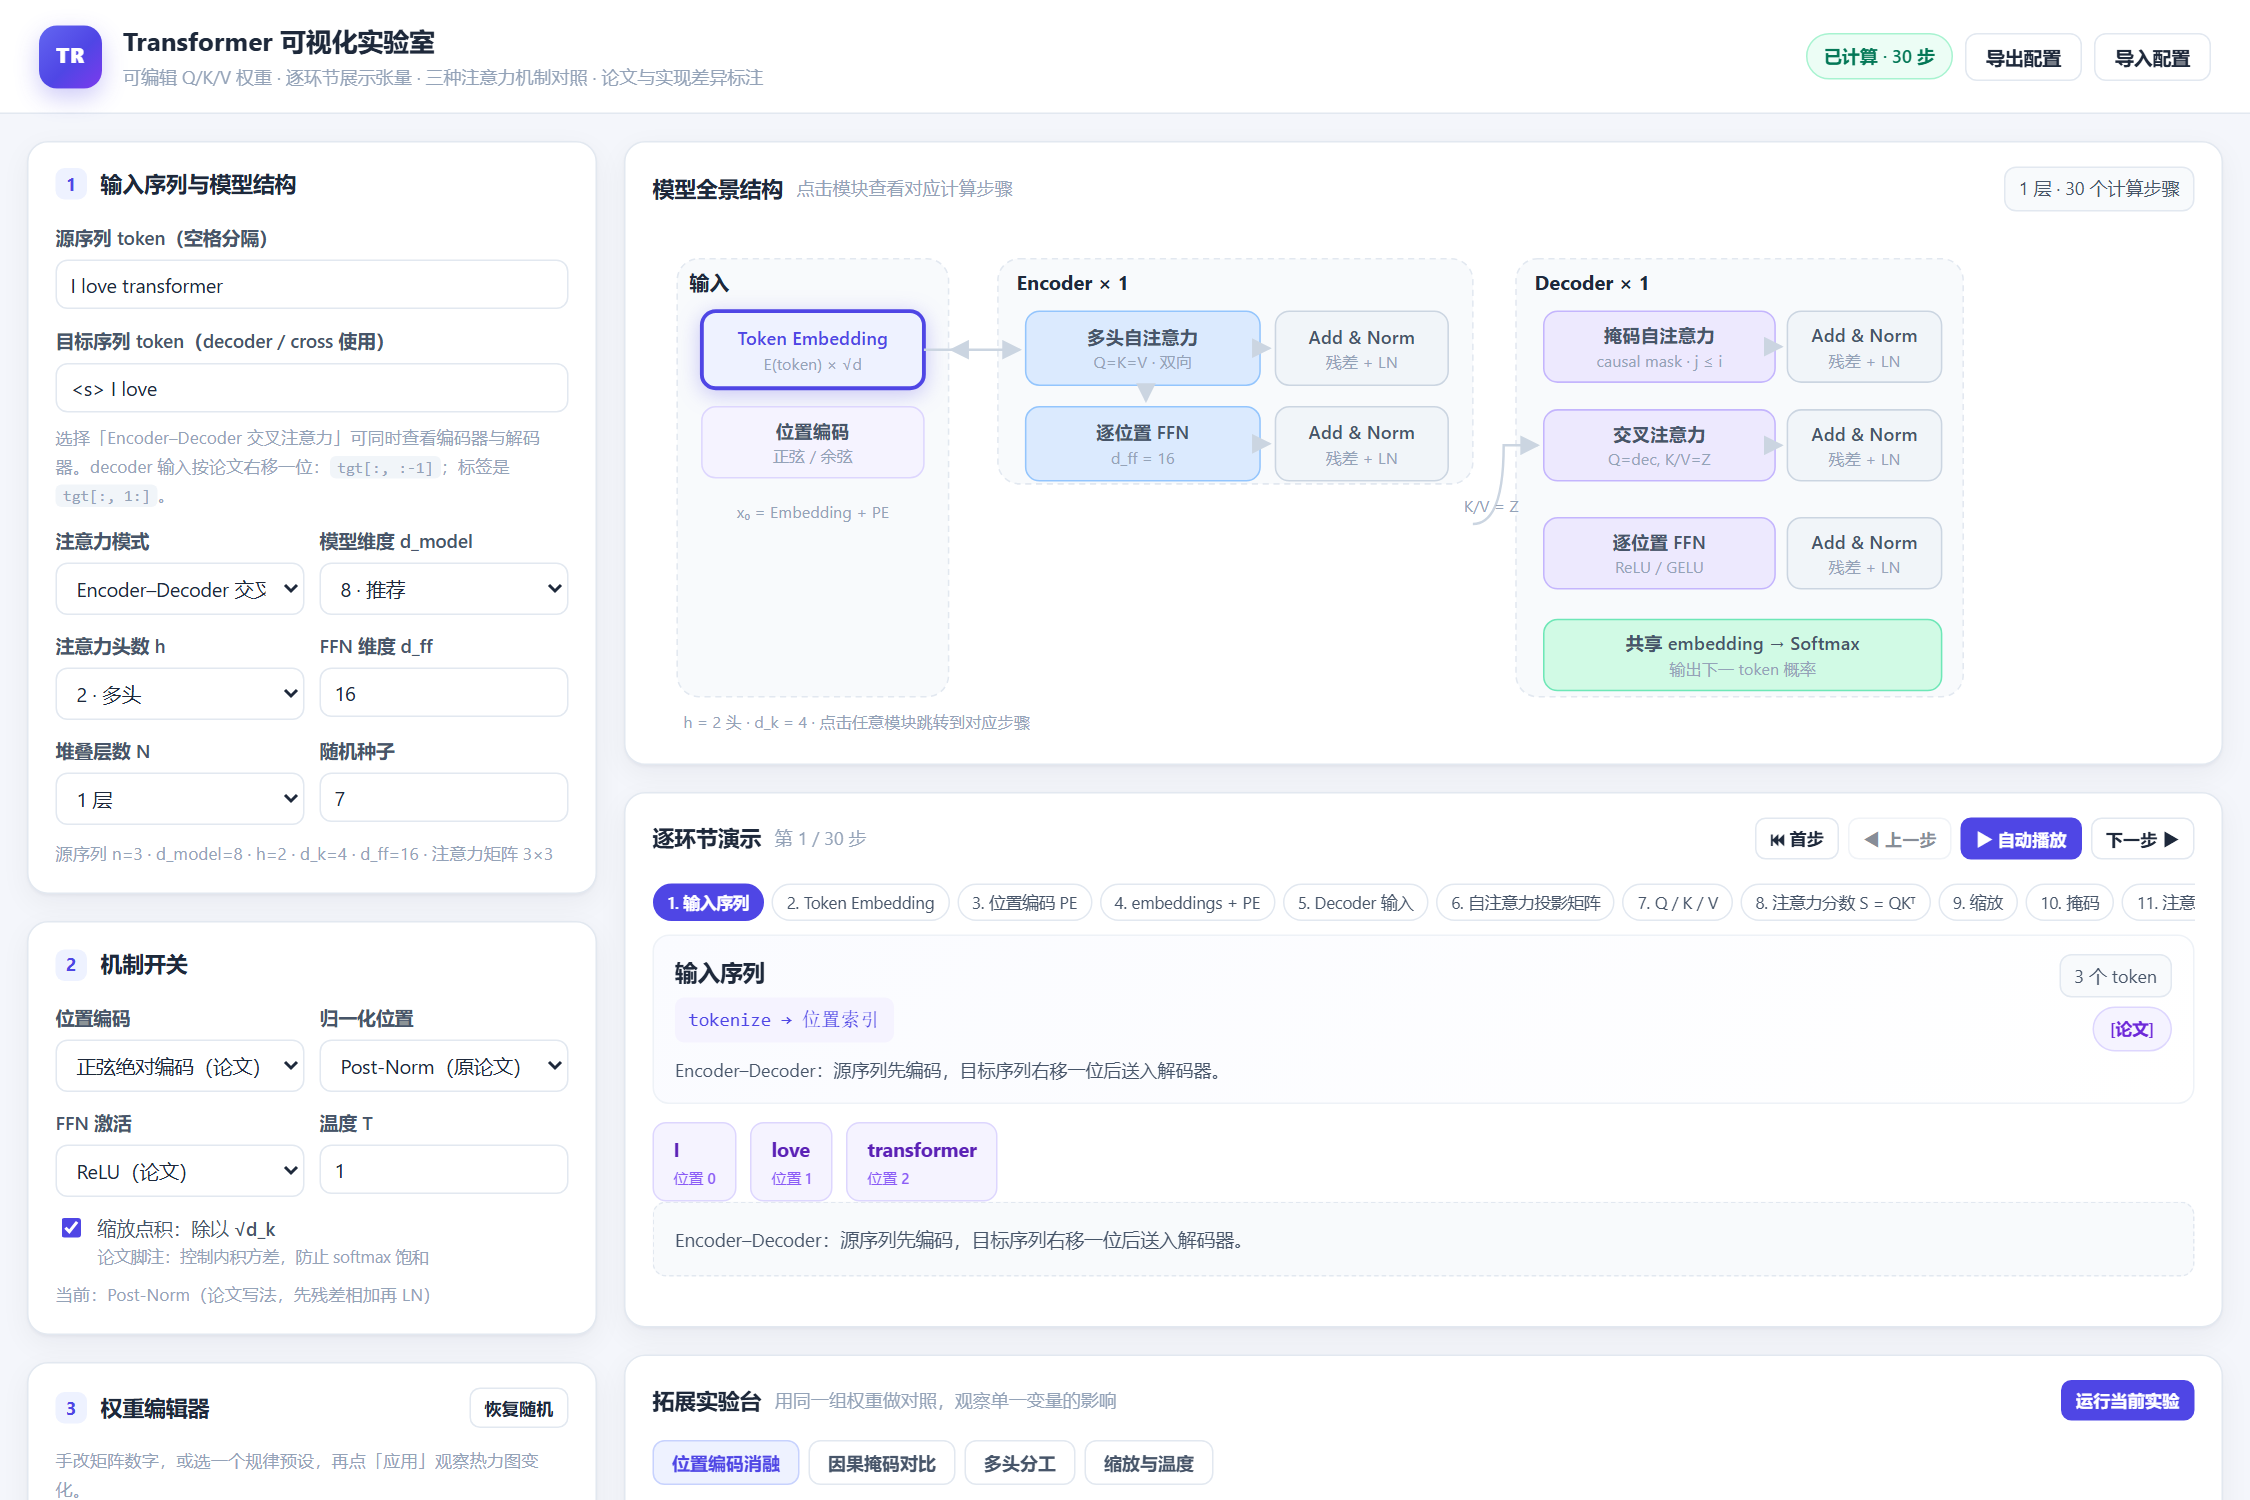 TR
Transformer 可视化实验室
可编辑 Q/K/V 权重 · 逐环节展示张量 · 三种注意力机制对照 · 论文与实现差异标注
已计算 · 30 步
导出配置
导入配置
1 输入序列与模型结构
源序列 token（空格分隔）
I love transformer
目标序列 token（decoder / cross 使用）
<s> I love
选择「Encoder–Decoder 交叉注意力」可同时查看编码器与解码
器。decoder 输入按论文右移一位： tgt[:, :-1] ；标签是
tgt[:, 1:] 。
注意力模式
模型维度 d_model
Encoder–Decoder 交叉
8 · 推荐
注意力头数 h
FFN 维度 d_ff
2 · 多头
16
堆叠层数 N
随机种子
1 层
7
源序列 n=3 · d_model=8 · h=2 · d_k=4 · d_ff=16 · 注意力矩阵 3×3
2 机制开关
位置编码
归一化位置
正弦绝对编码（论文）
Post-Norm（原论文）
FFN 激活
温度 T
ReLU（论文）
1
缩放点积：除以 √d_k
论文脚注：控制内积方差，防止 softmax 饱和
当前：Post-Norm（论文写法，先残差相加再 LN）
3 权重编辑器
恢复随机
手改矩阵数字，或选一个规律预设，再点「应用」观察热力图变
化。
模型全景结构 点击模块查看对应计算步骤
1 层 · 30 个计算步骤
输入
Token Embedding
E(token) × √d
位置编码
正弦 / 余弦
x₀ = Embedding + PE
Encoder × 1
多头自注意力
Q=K=V · 双向
Add & Norm
残差 + LN
逐位置 FFN
d_ff = 16
Add & Norm
残差 + LN
K/V = Z
Decoder × 1
掩码自注意力
causal mask · j ≤ i
Add & Norm
残差 + LN
交叉注意力
Q=dec, K/V=Z
Add & Norm
残差 + LN
逐位置 FFN
ReLU / GELU
Add & Norm
残差 + LN
共享 embedding → Softmax
输出下一 token 概率
h = 2 头 · d_k = 4 · 点击任意模块跳转到对应步骤
逐环节演示 第 1 / 30 步
⏮ 首步
◀ 上一步
▶ 自动播放
下一步 ▶
1. 输入序列
2. Token Embedding
3. 位置编码 PE
4. embeddings + PE
5. Decoder 输入
6. 自注意力投影矩阵
7. Q / K / V
8. 注意力分数 S = QKᵀ
9. 缩放
10. 掩码
11. 注意
输入序列
3 个 token
tokenize → 位置索引
[论文]
Encoder–Decoder：源序列先编码，目标序列右移一位后送入解码器。
I
位置 0
love
位置 1
transformer
位置 2
Encoder–Decoder：源序列先编码，目标序列右移一位后送入解码器。
拓展实验台 用同一组权重做对照，观察单一变量的影响
运行当前实验
位置编码消融
因果掩码对比
多头分工
缩放与温度